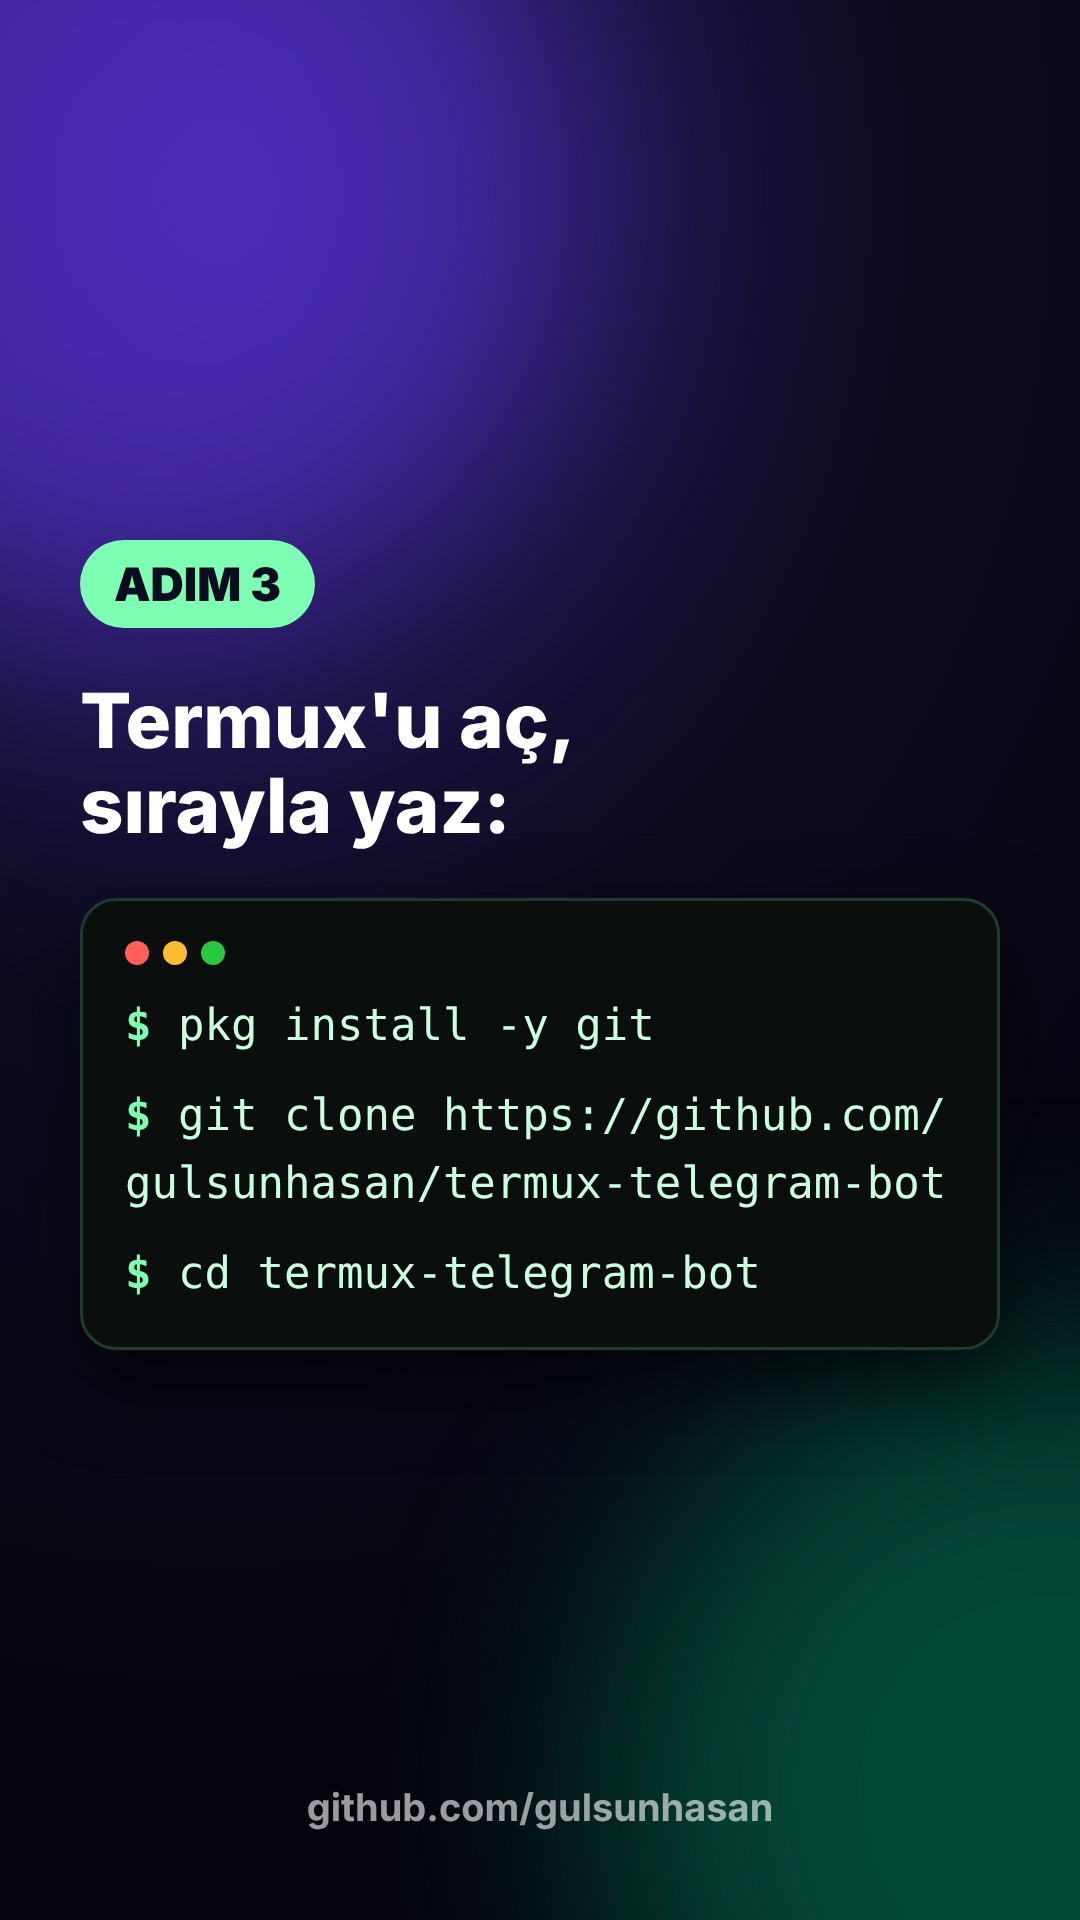 ADIM 3
Termux'u aç,
sırayla yaz:
$ pkg install -y git
$ git clone https://github.com/
gulsunhasan/termux-telegram-bot
$ cd termux-telegram-bot
github.com/gulsunhasan